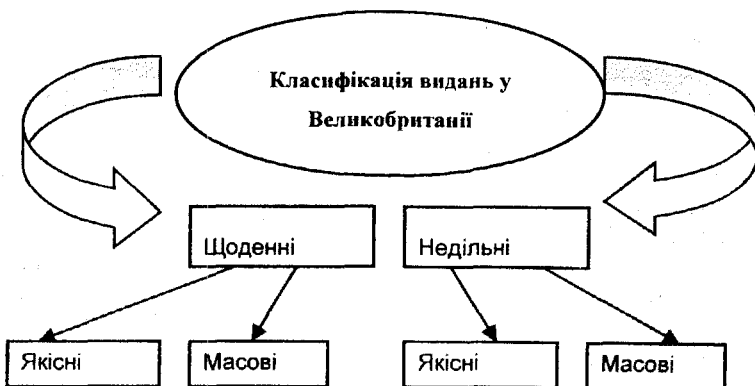 Класифікація видань у
Великобританії
Щоденні
Недільні
Якісні
Масові
Якісні
Масові